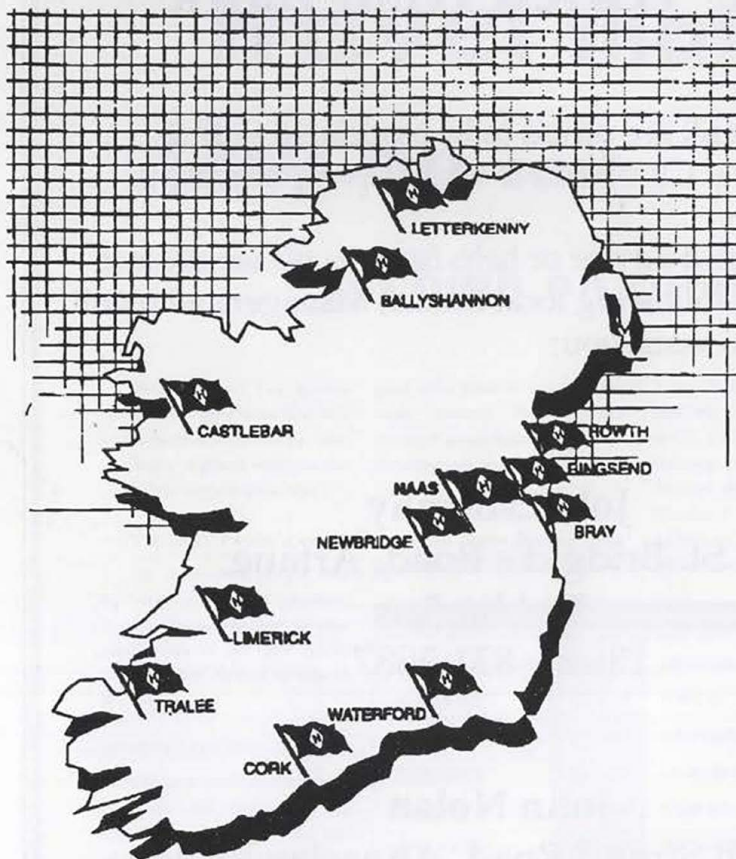 LETTERKENNY
BALLYSHANNON
CASTLEBAR
HOWTH
RINGSEND
NAAS
BRAY
NEWBRIDGE
LIMERICK
TRALEE
WATERFORD
CORK